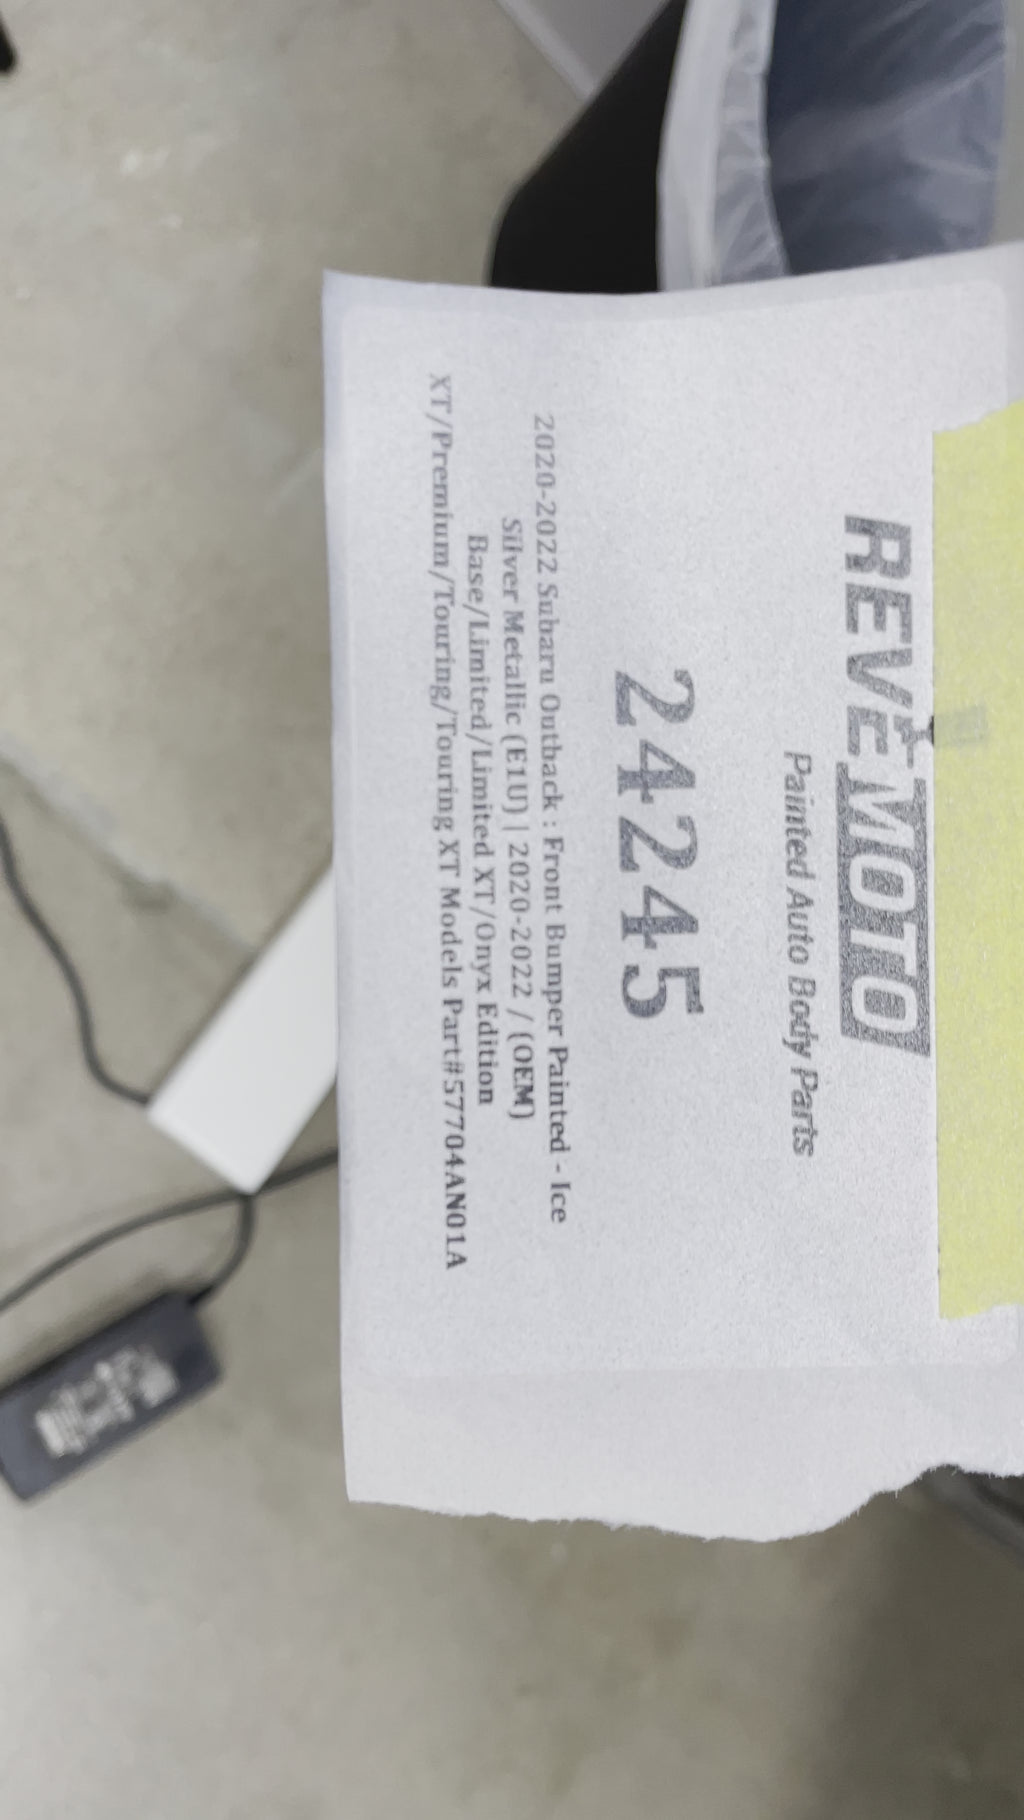 REVEMOTO
Painted Auto Body Parts
24245
2020-2022 Subaru Outback : Front Bumper Painted - Ice
Silver Metallic (E1U) | 2020-2022 / (OEM)
Base/Limited/Limited XT/Onyx Edition
XT/Premium/Touring/Touring XT Models Part#57704AN01A